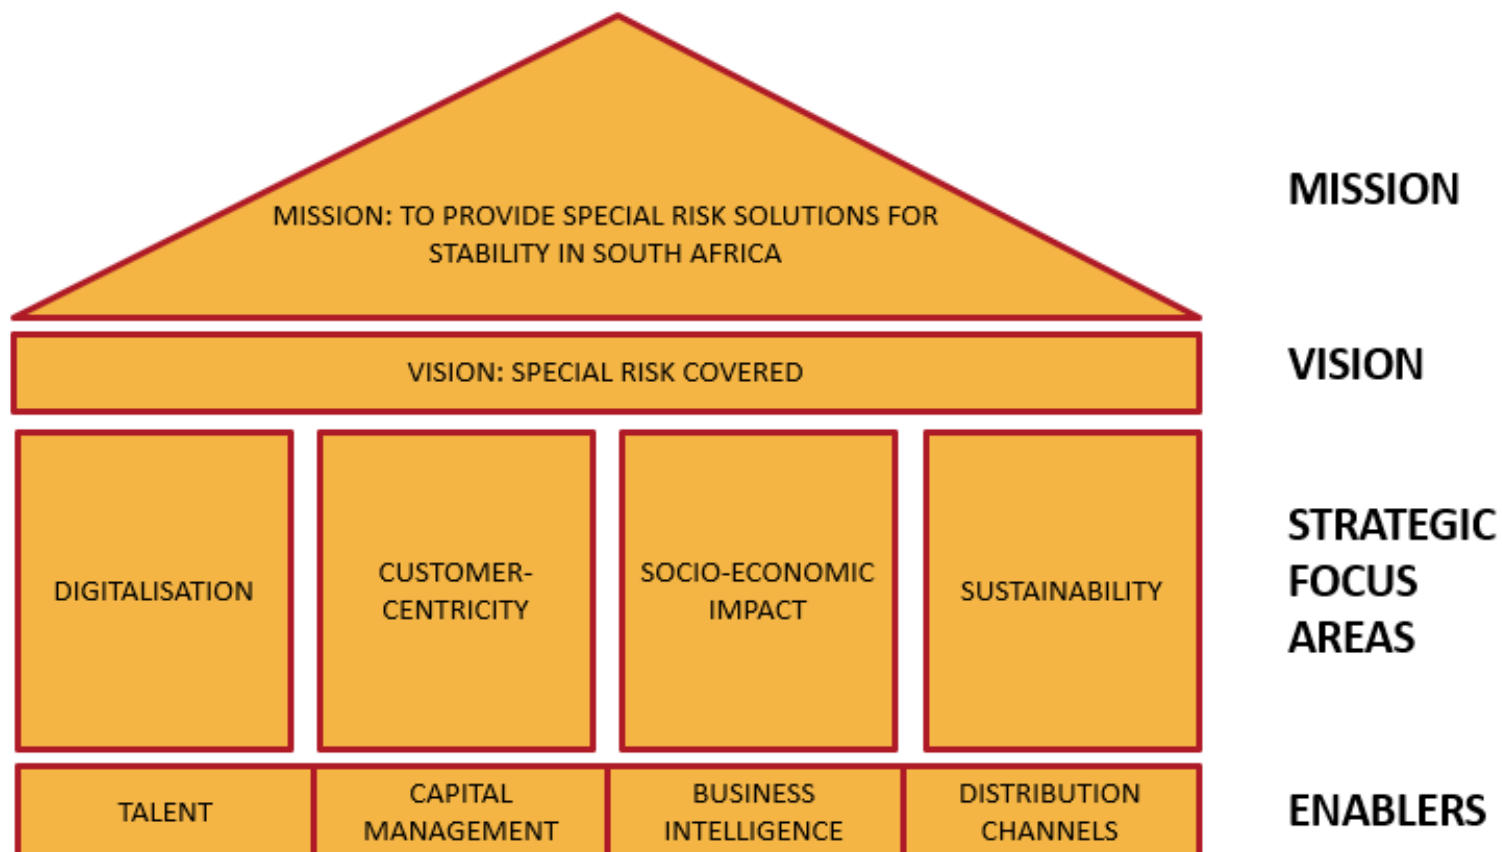 MISSION: TO PROVIDE SPECIAL RISK SOLUTIONS FOR
STABILITY IN SOUTH AFRICA
MISSION
VISION: SPECIAL RISK COVERED
VISION
DIGITALISATION
CUSTOMER-
CENTRICITY
SOCIO-ECONOMIC
IMPACT
SUSTAINABILITY
STRATEGIC
FOCUS
AREAS
TALENT
CAPITAL
MANAGEMENT
BUSINESS
INTELLIGENCE
DISTRIBUTION
CHANNELS
ENABLERS